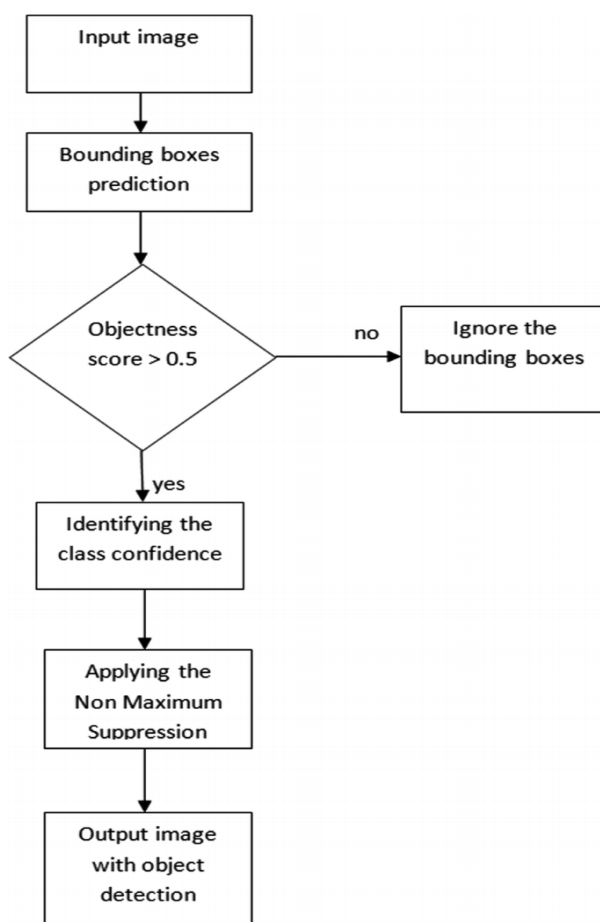 Input image
Bounding boxes
prediction
Objectness
score > 0.5
no
Ignore the
bounding boxes
yes
Identifying the
class confidence
Applying the
Non Maximum
Suppression
Output image
with object
detection